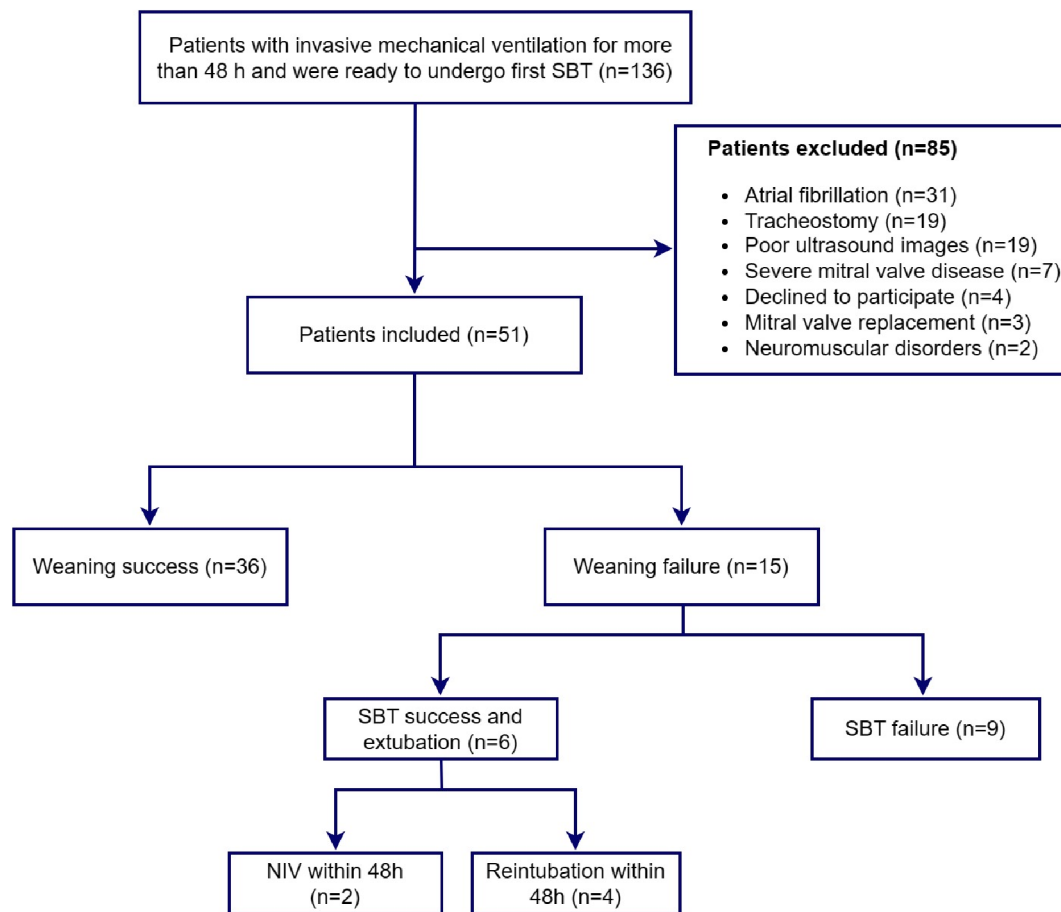 Patients with invasive mechanical ventilation for more
than 48 h and were ready to undergo first SBT (n=136)
Patients excluded (n=85)
• Atrial fibrillation (n=31)
• Tracheostomy (n=19)
• Poor ultrasound images (n=19)
• Severe mitral valve disease (n=7)
• Declined to participate (n=4)
• Mitral valve replacement (n=3)
• Neuromuscular disorders (n=2)
Patients included (n=51)
Weaning success (n=36)
Weaning failure (n=15)
SBT success and
extubation (n=6)
SBT failure (n=9)
NIV within 48h
(n=2)
Reintubation within
48h (n=4)